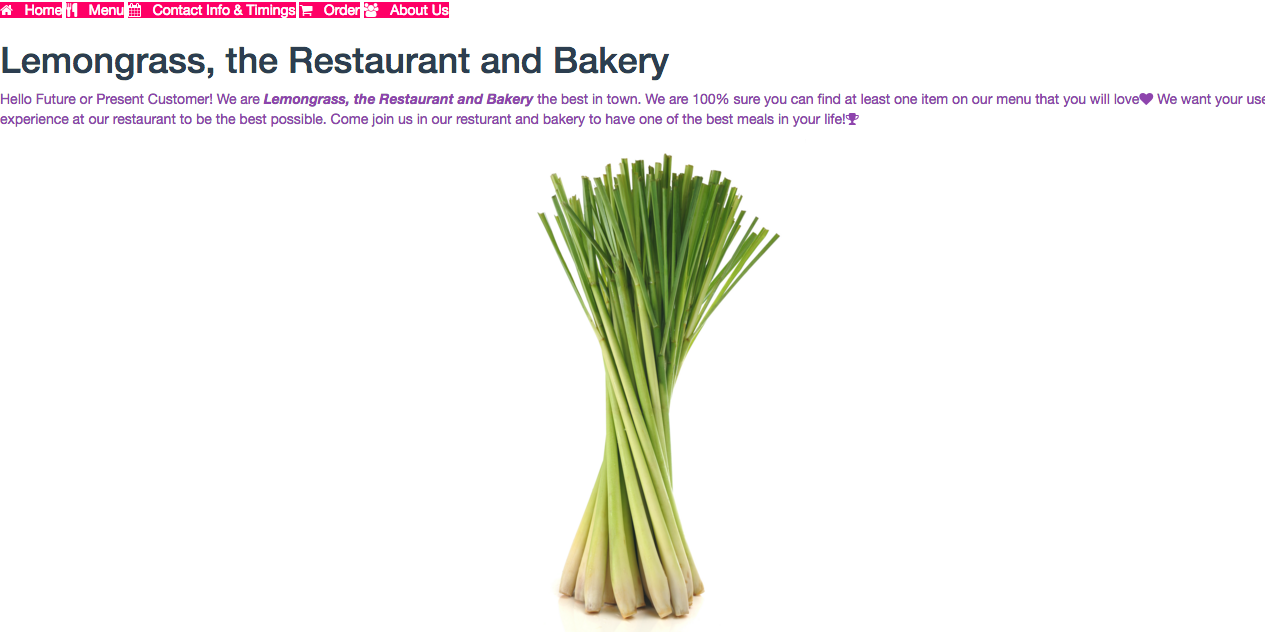 Home Menu Contact Info & Timings Order About Us
Lemongrass, the Restaurant and Bakery
Hello Future or Present Customer! We are Lemongrass, the Restaurant and Bakery the best in town. We are 100% sure you can find at least one item on our menu that you will love We want your use
experience at our restaurant to be the best possible. Come join us in our resturant and bakery to have one of the best meals in your life!